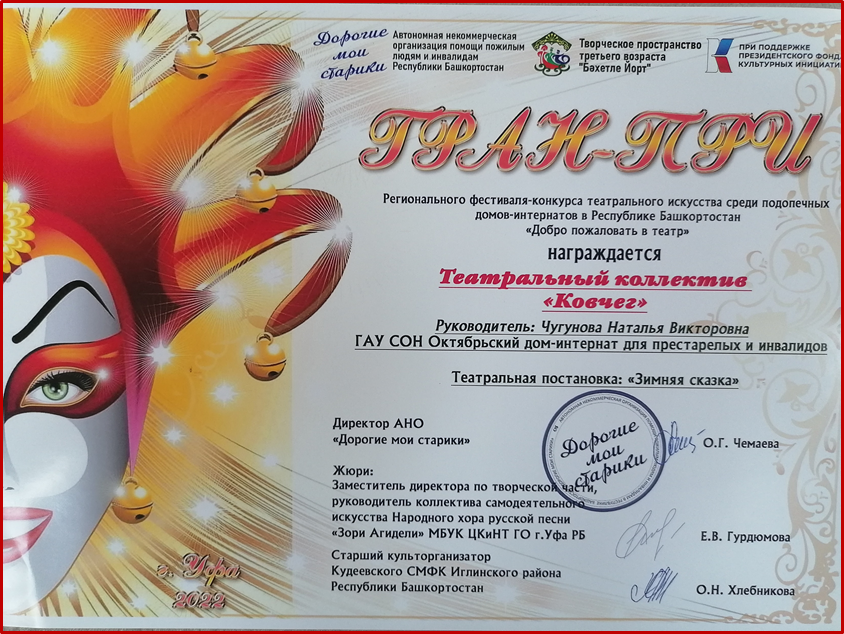 Дорогие
мои
старики
Автономная некоммерческая
организация помощи пожилым
людям и инвалидам
Республики Башкортостан
Творческое пространство
третьего возраста
"Бахетле Йорт"
ПРИ ПОДДЕРЖКЕ
ПРЕЗИДЕНТСКОГО ФОНДА
КУЛЬТУРНЫХ ИНИЦИАТИВ
ГРАН-ПРИ
Регионального фестиваля-конкурса театрального искусства среди подопечных
домов-интернатов в Республике Башкортостан
«Добро пожаловать в театр»
награждается
Театральный коллектив
«Ковчег»
Руководитель: Чугунова Наталья Викторовна
ГАУ СОН Октябрьский дом-интернат для престарелых и инвалидов
Театральная постановка: «Зимняя сказка»
Директор АНО
«Дорогие мои старики»
Дорогие
мои
старики
О.Г. Чемаева
Жюри:
Заместитель директора по творческой части,
руководитель коллектива самодеятельного
искусства Народного хора русской песни
«Зори Агидели» МБУК ЦКиНТ ГО г.Уфа РБ
Е.В. Гурдюмова
Старший культорганизатор
Кудеевского СМФК Иглинского района
Республики Башкортостан
О.Н. Хлебникова
г. Уфа
2022